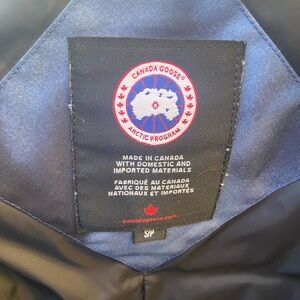 CANADA GOOSE®
ARCTIC PROGRAM
MADE IN CANADA
WITH DOMESTIC AND
IMPORTED MATERIALS
FABRIQUÉ AU CANADA
AVEC DES MATERIAUX
NATIONAUX ET IMPORTÉS
canadagoose.com
S/P